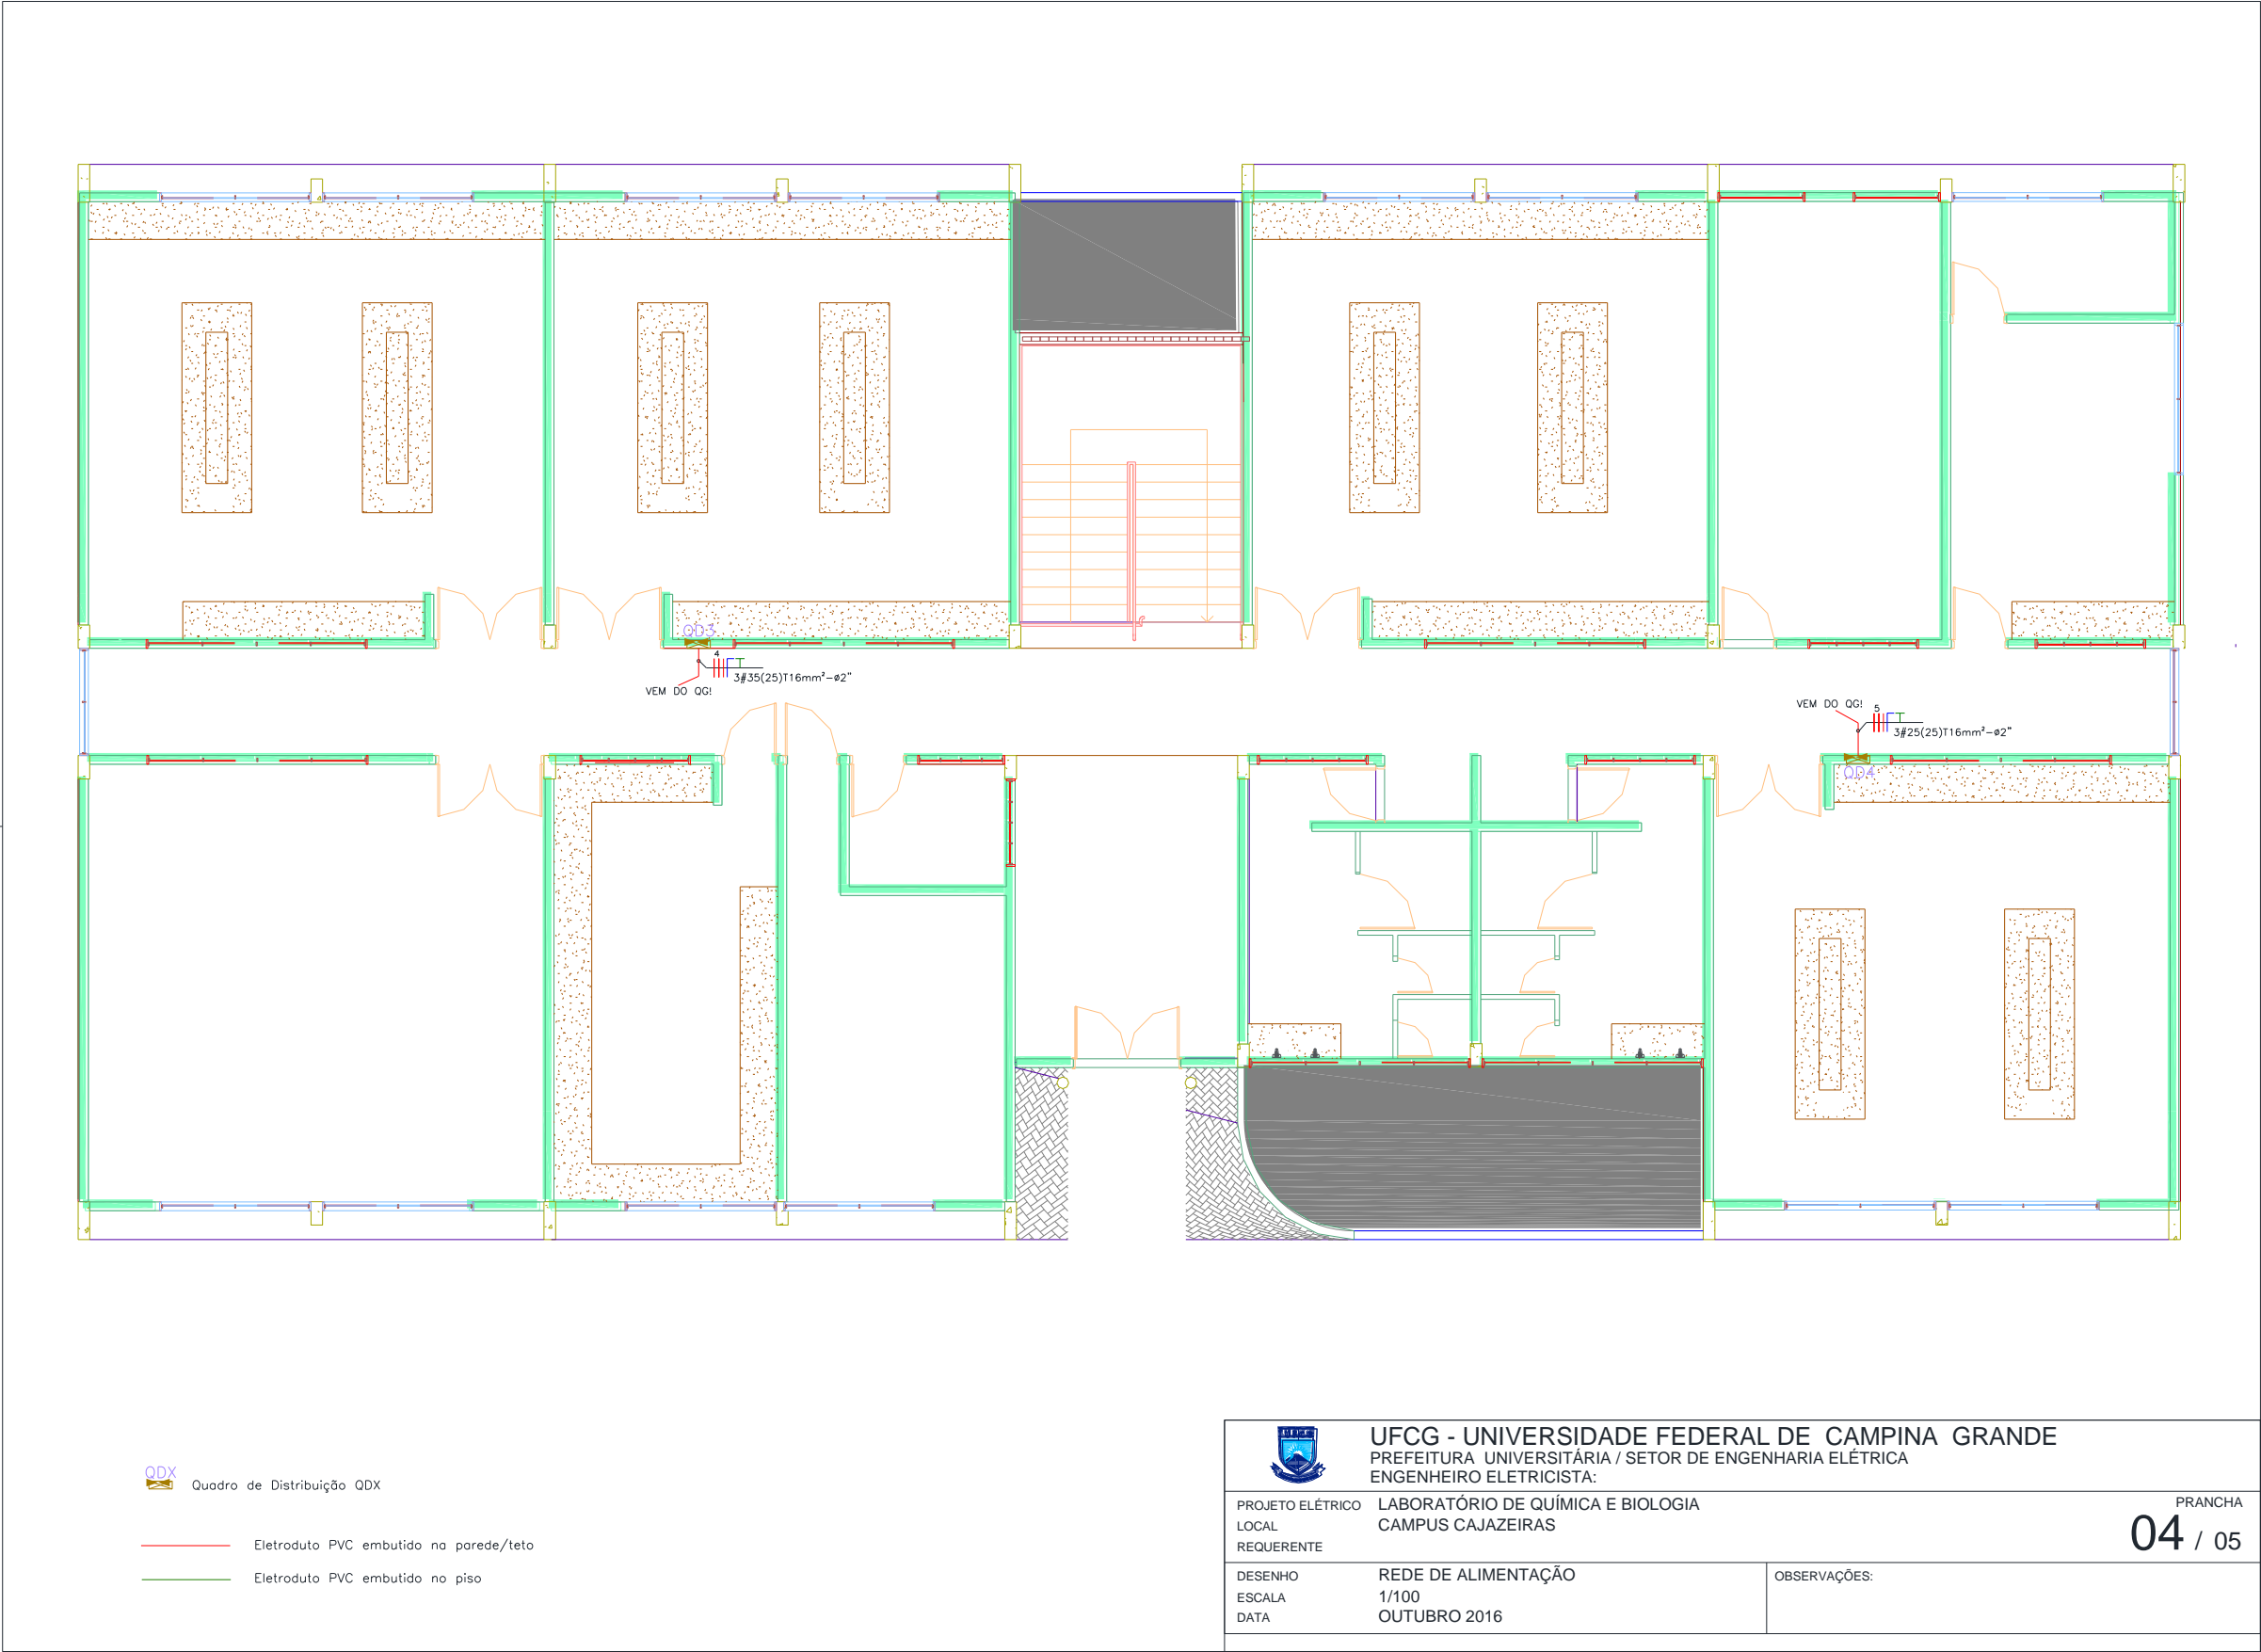 QD3
4
3#35(25)T16mm²-ø2"
VEM DO QG!
VEM DO QG!
5
3#25(25)T16mm²-ø2"
QD4
QDX
Quadro de Distribuição QDX
Eletroduto PVC embutido na parede/teto
Eletroduto PVC embutido no piso
UFCG - UNIVERSIDADE FEDERAL DE CAMPINA GRANDE
PREFEITURA UNIVERSITÁRIA / SETOR DE ENGENHARIA ELÉTRICA
ENGENHEIRO ELETRICISTA:
PROJETO ELÉTRICO LABORATÓRIO DE QUÍMICA E BIOLOGIA
LOCAL CAMPUS CAJAZEIRAS
REQUERENTE
PRANCHA
04 / 05
DESENHO REDE DE ALIMENTAÇÃO
ESCALA 1/100
DATA OUTUBRO 2016
OBSERVAÇÕES: